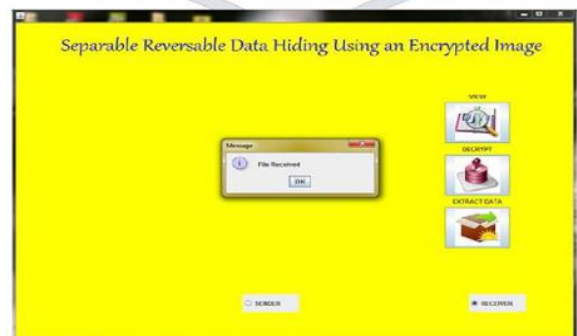 Separable Reversable Data Hiding Using an Encrypted Image
VIEW
Message
File Received
OK
DECRYPT
EXTRACT DATA
SENDER
RECEIVER